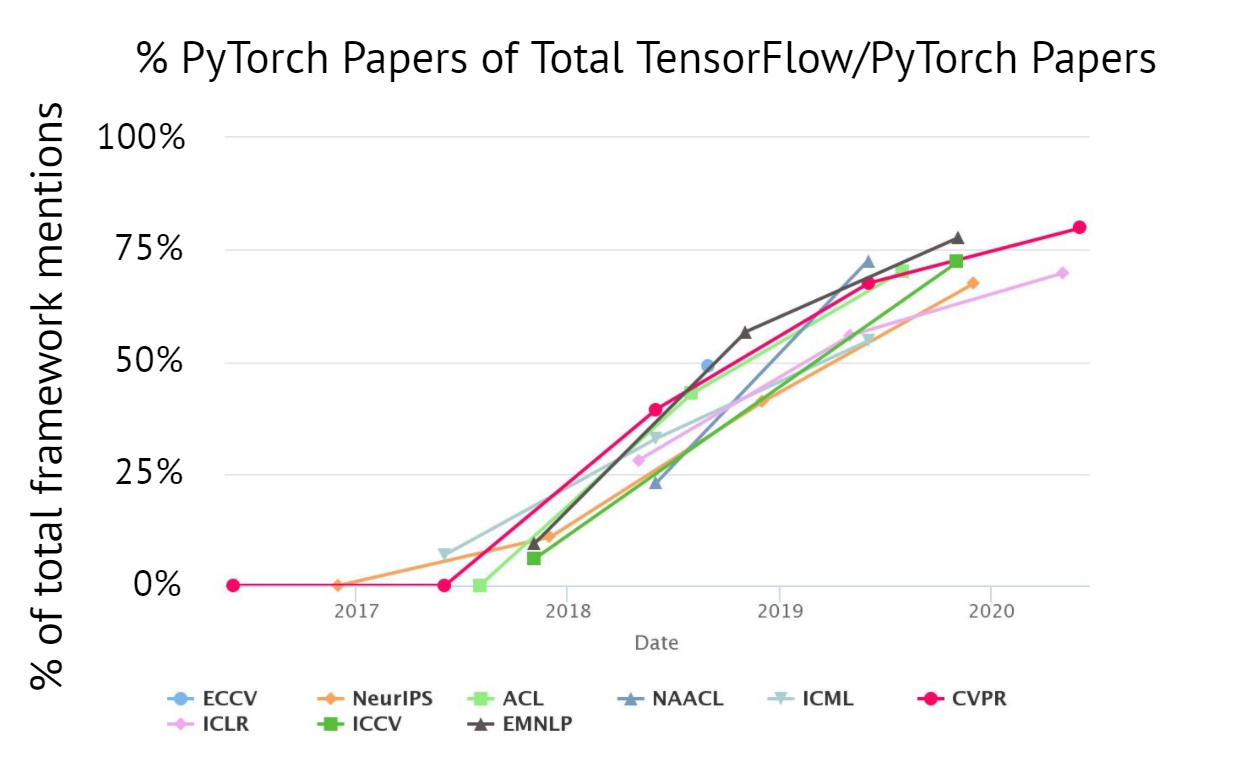 % PyTorch Papers of Total TensorFlow/PyTorch Papers
% of total framework mentions
100%
75%
50%
25%
0%
2017 2018 2019 2020
Date
ECCV NeurIPS ACL NAACL ICML CVPR
ICLR ICCV EMNLP